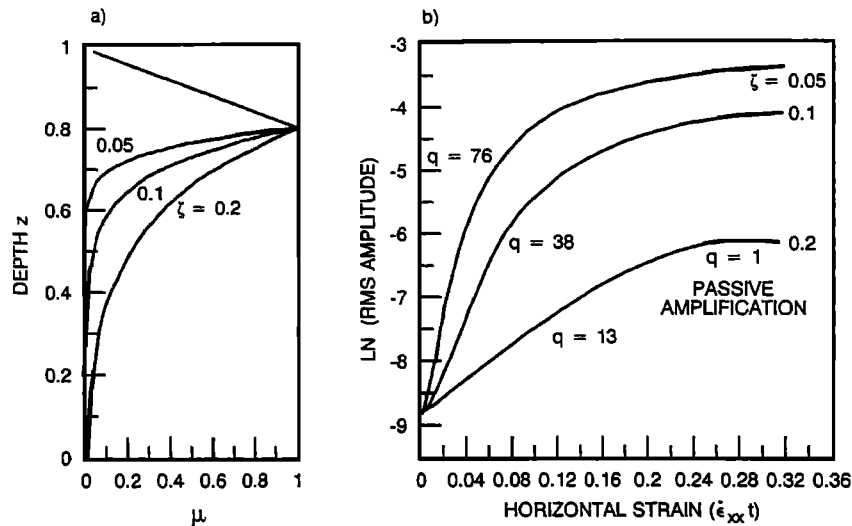 a)
1
0.8
0.6
0.4
0.2
0
DEPTH z
0.05
0.1
ζ = 0.2
0 0.2 0.4 0.6 0.8 1
μ
b)
-3
-4
-5
-6
-7
-8
-9
LN (RMS AMPLITUDE)
ζ = 0.05
0.1
q = 76
q = 38
0.2
q = 1
PASSIVE
AMPLIFICATION
q = 13
0 0.04 0.08 0.12 0.16 0.2 0.24 0.28 0.32 0.36
HORIZONTAL STRAIN (ε̇xx t)